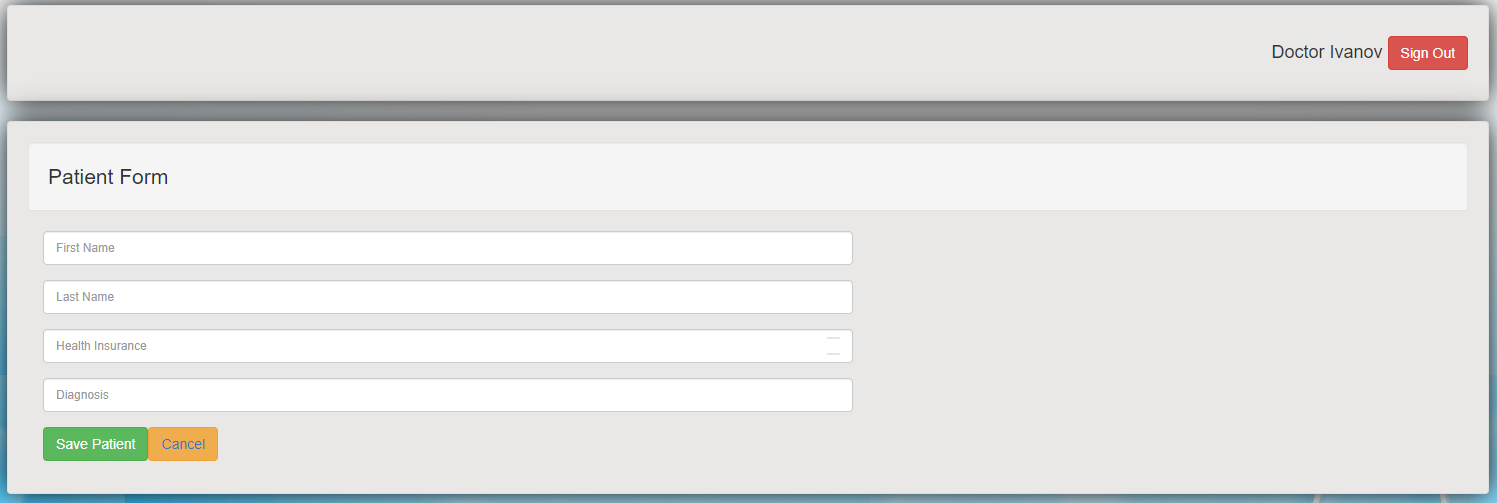 Doctor Ivanov Sign Out
Patient Form
First Name
Last Name
Health Insurance
Diagnosis
Save Patient Cancel